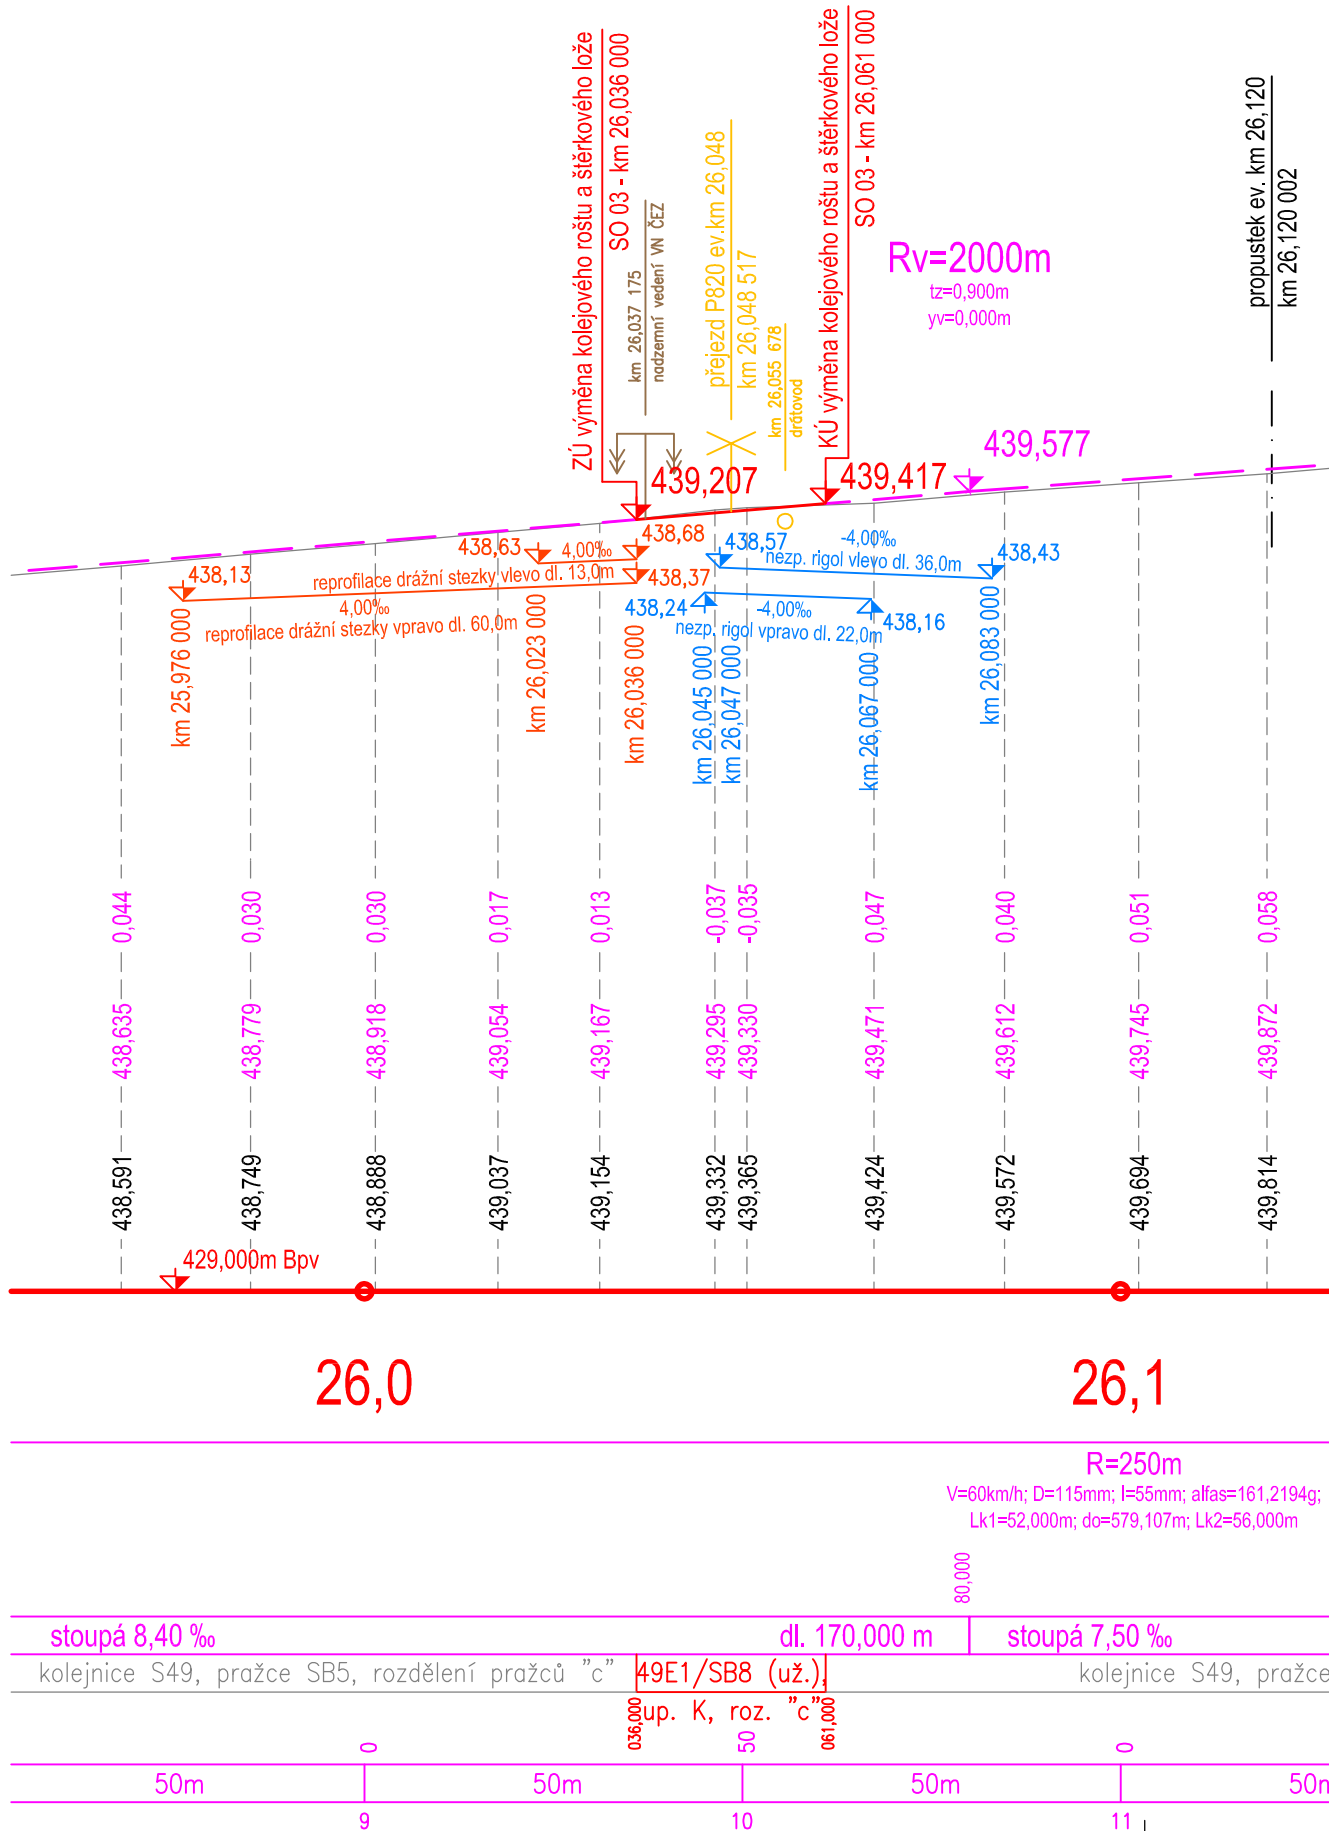 ZÚ výměna kolejového roštu a štěrkového lože
SO 03 - km 26,036 000
km 26,037 175
nadzemní vedení VN ČEZ
přejezd P820 ev.km 26,048
km 26,048 517
km 26,055 678
drátovod
KÚ výměna kolejového roštu a štěrkového lože
SO 03 - km 26,061 000
Rv=2000m
tz=0,900m
yv=0,000m
propustek ev. km 26,120
km 26,120 002
439,207
439,417
439,577
438,13
438,63
4,00‰
438,68
reprofilace drážní stezky vlevo dl. 13,0m
438,37
4,00‰
reprofilace drážní stezky vpravo dl. 60,0m
438,57
-4,00‰
nezp. rigol vlevo dl. 36,0m
438,43
438,24
-4,00‰
nezp. rigol vpravo dl. 22,0m
438,16
km 25,976 000
km 26,023 000
km 26,036 000
km 26,045 000
km 26,047 000
km 26,067 000
km 26,083 000
0,044
0,030
0,030
0,017
0,013
-0,037
-0,035
0,047
0,040
0,051
0,058
438,635
438,779
438,918
439,054
439,167
439,295
439,330
439,471
439,612
439,745
439,872
438,591
438,749
438,888
439,037
439,154
439,332
439,365
439,424
439,572
439,694
439,814
429,000m Bpv
26,0
26,1
R=250m
V=60km/h; D=115mm; I=55mm; alfas=161,2194g;
Lk1=52,000m; do=579,107m; Lk2=56,000m
80,000
stoupá 8,40 ‰
dl. 170,000 m
stoupá 7,50 ‰
kolejnice S49, pražce SB5, rozdělení pražců "c"
49E1/SB8 (už.),
kolejnice S49, pražce
036,000
up. K, roz. "c"
061,000
0
50
0
50m
50m
50m
50m
9
10
11